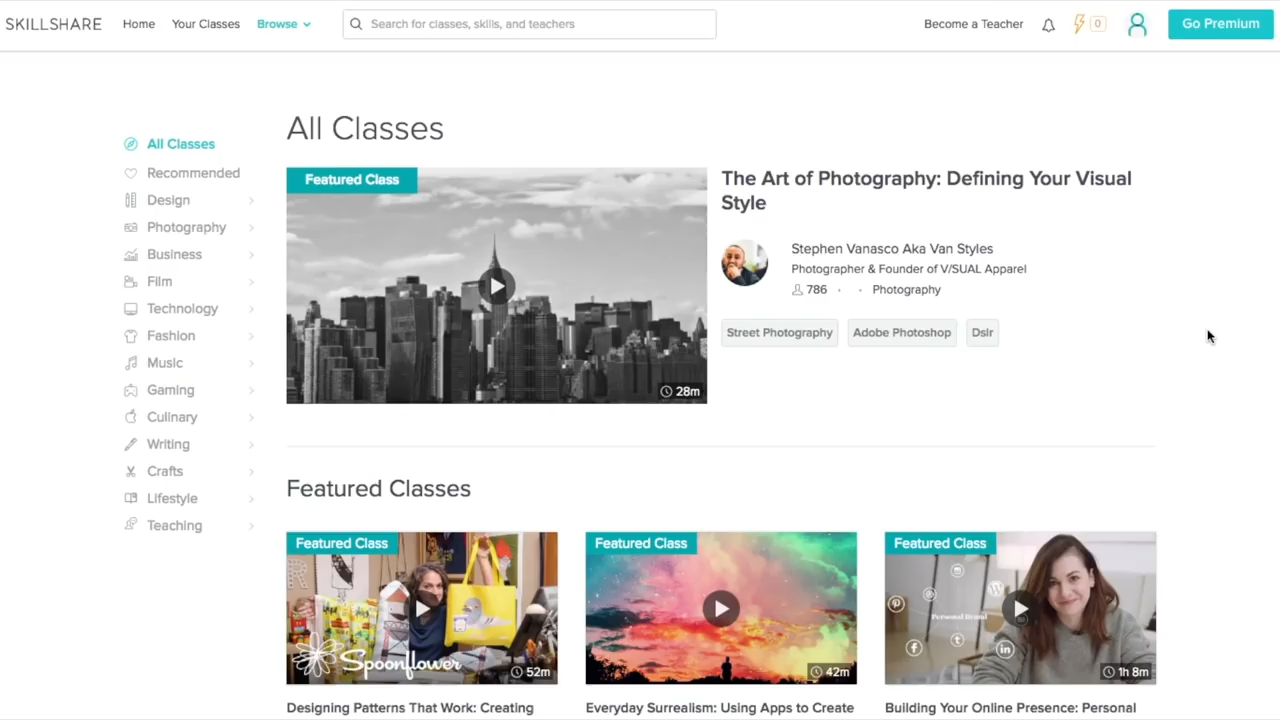 SKILLSHARE Home Your Classes Browse Search for classes, skills, and teachers Become a Teacher 0 Go Premium
All Classes
Recommended
Design
Photography
Business
Film
Technology
Fashion
Music
Gaming
Culinary
Writing
Crafts
Lifestyle
Teaching
All Classes
Featured Class
28m
The Art of Photography: Defining Your Visual
Style
Stephen Vanasco Aka Van Styles
Photographer & Founder of V/SUAL Apparel
786 · · Photography
Street Photography Adobe Photoshop Dslr
Featured Classes
Featured Class
R
Spoonflower
52m
Designing Patterns That Work: Creating
Featured Class
42m
Everyday Surrealism: Using Apps to Create
Featured Class
Personal Brand
1h 8m
Building Your Online Presence: Personal